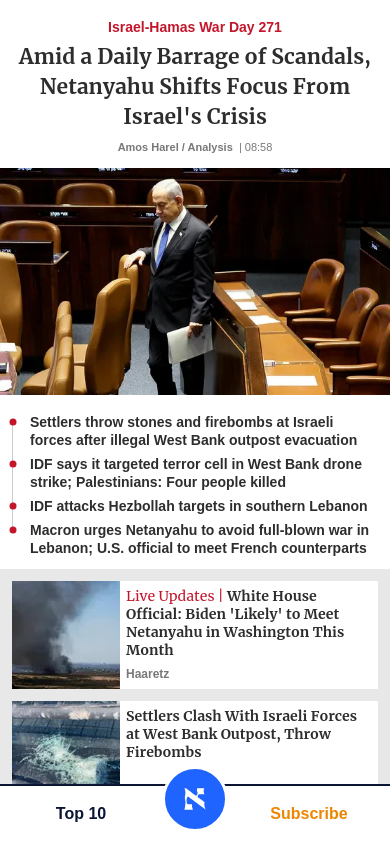 Israel-Hamas War Day 271
Amid a Daily Barrage of Scandals,
Netanyahu Shifts Focus From
Israel's Crisis
Amos Harel / Analysis | 08:58
Settlers throw stones and firebombs at Israeli
forces after illegal West Bank outpost evacuation
IDF says it targeted terror cell in West Bank drone
strike; Palestinians: Four people killed
IDF attacks Hezbollah targets in southern Lebanon
Macron urges Netanyahu to avoid full-blown war in
Lebanon; U.S. official to meet French counterparts
Live Updates | White House
Official: Biden 'Likely' to Meet
Netanyahu in Washington This
Month
Haaretz
Settlers Clash With Israeli Forces
at West Bank Outpost, Throw
Firebombs
Top 10
Subscribe